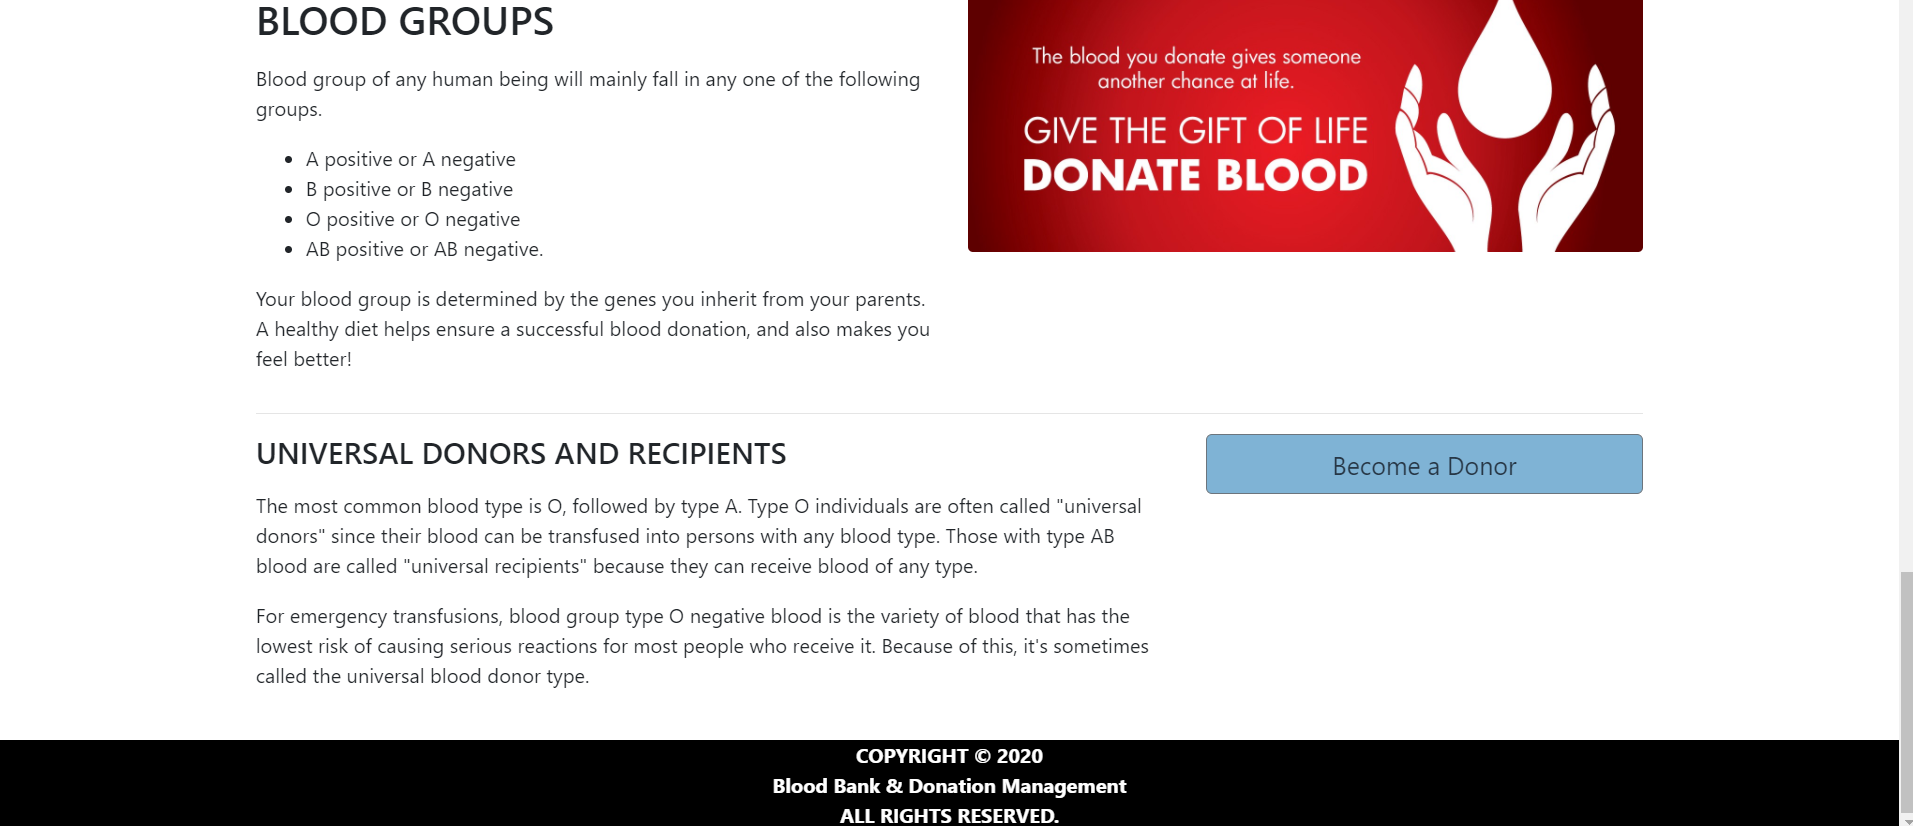 BLOOD GROUPS
Blood group of any human being will mainly fall in any one of the following
groups.
A positive or A negative
B positive or B negative
O positive or O negative
AB positive or AB negative.
Your blood group is determined by the genes you inherit from your parents.
A healthy diet helps ensure a successful blood donation, and also makes you
feel better!
The blood you donate gives someone
another chance at life.
GIVE THE GIFT OF LIFE
DONATE BLOOD
UNIVERSAL DONORS AND RECIPIENTS
The most common blood type is O, followed by type A. Type O individuals are often called "universal
donors" since their blood can be transfused into persons with any blood type. Those with type AB
blood are called "universal recipients" because they can receive blood of any type.
For emergency transfusions, blood group type O negative blood is the variety of blood that has the
lowest risk of causing serious reactions for most people who receive it. Because of this, it's sometimes
called the universal blood donor type.
Become a Donor
COPYRIGHT © 2020
Blood Bank & Donation Management
ALL RIGHTS RESERVED.